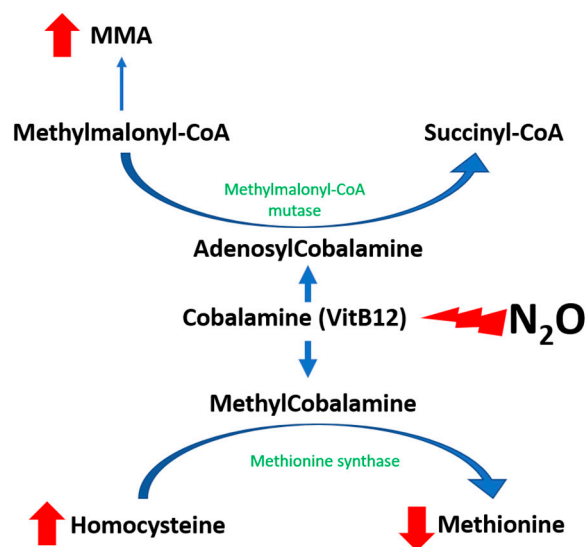 MMA
Methylmalonyl-CoA
Succinyl-CoA
Methylmalonyl-CoA
mutase
AdenosylCobalamine
Cobalamine (VitB12)
N₂O
MethylCobalamine
Methionine synthase
Homocysteine
Methionine